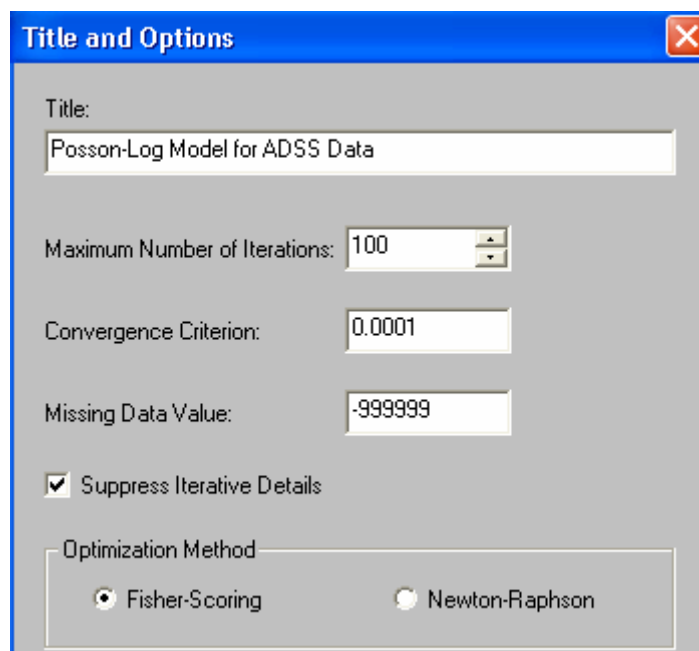 Title and Options
Title:
Posson-Log Model for ADSS Data
Maximum Number of Iterations: 100
Convergence Criterion: 0.0001
Missing Data Value: -999999
Suppress Iterative Details
Optimization Method
Fisher-Scoring Newton-Raphson